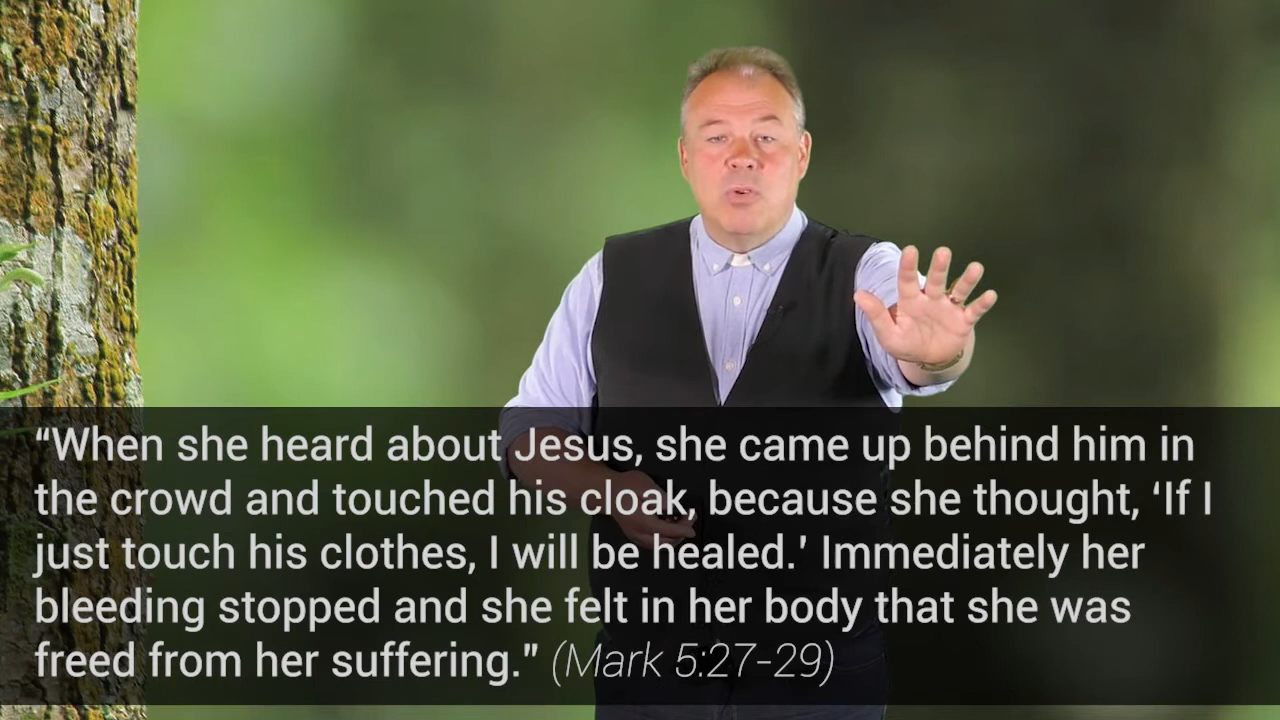 “When she heard about Jesus, she came up behind him in
the crowd and touched his cloak, because she thought, ‘If I
just touch his clothes, I will be healed.’ Immediately her
bleeding stopped and she felt in her body that she was
freed from her suffering.” (Mark 5:27-29)